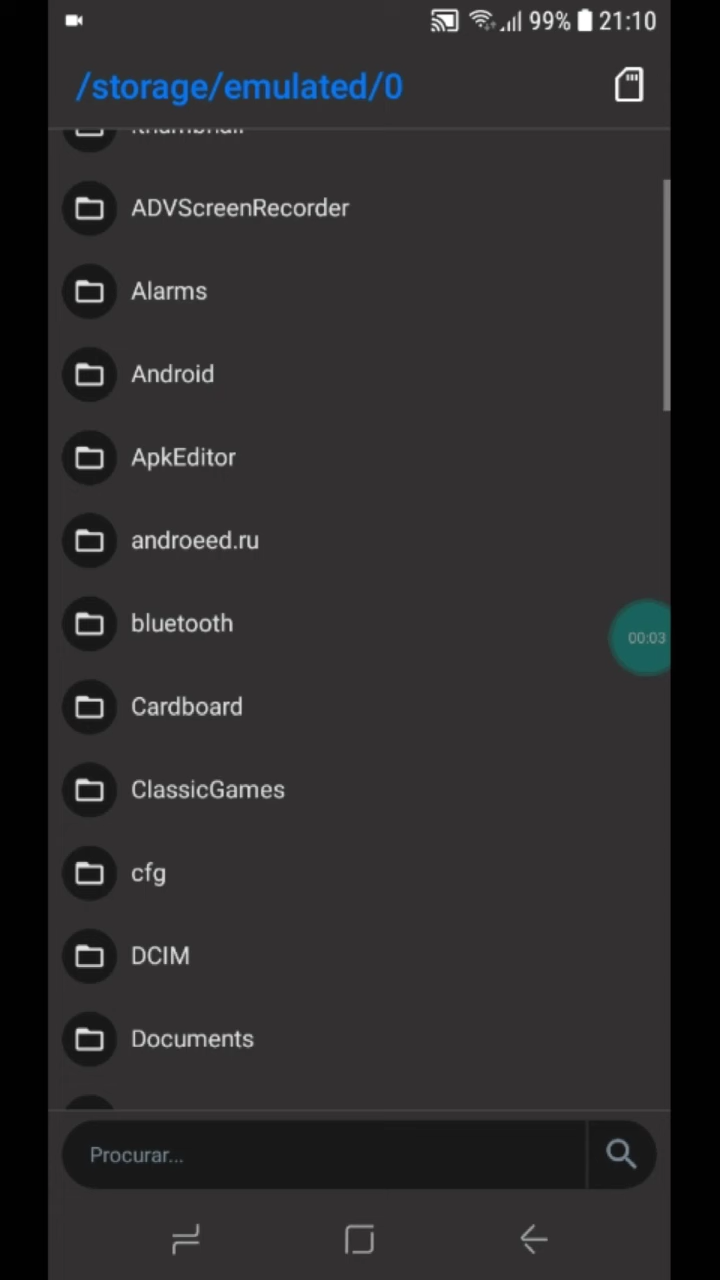 99% 21:10
/storage/emulated/0
ADVScreenRecorder
Alarms
Android
ApkEditor
androeed.ru
bluetooth
00:03
Cardboard
ClassicGames
cfg
DCIM
Documents
Procurar...